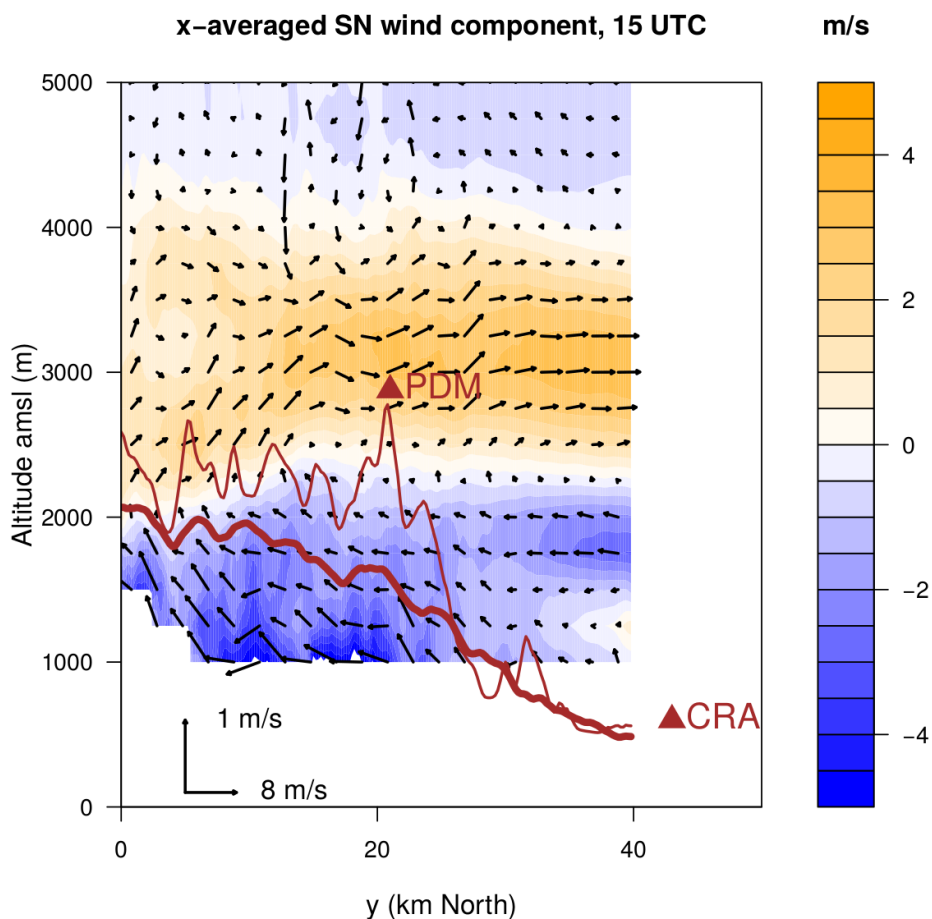 x−averaged SN wind component, 15 UTC
m/s
5000
4000
3000
2000
1000
0
Altitude amsl (m)
PDM
CRA
1 m/s
8 m/s
0
20
40
y (km North)
4
2
0
−2
−4